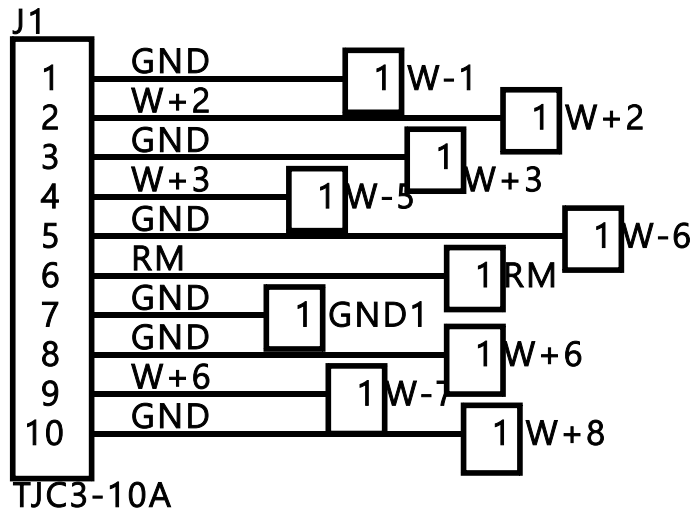 J1
1 GND 1 W-1
2 W+2 1 W+2
3 GND 1 W+3
4 W+3 1 W-5
5 GND 1 W-6
6 RM 1 RM
7 GND 1 GND1
8 GND 1 W+6
9 W+6 1 W-7
10 GND 1 W+8
TJC3-10A